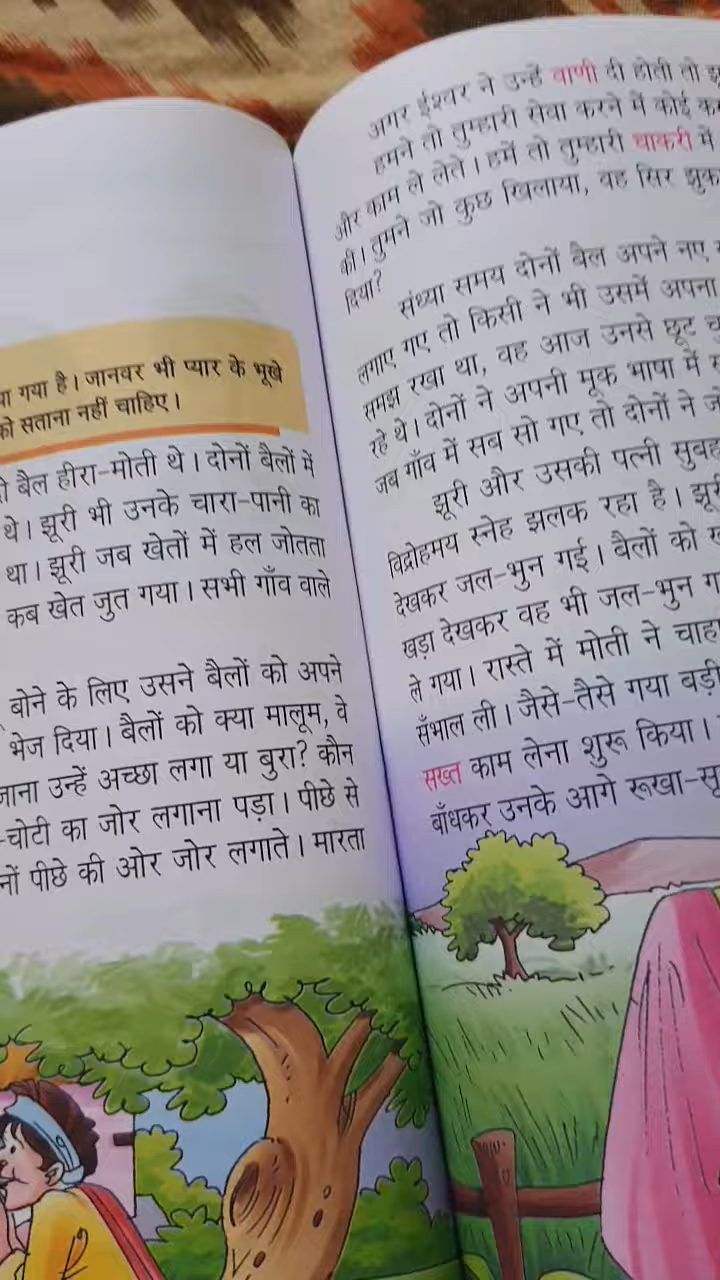 या गया है। जानवर भी प्यार के भूखे
को सताना नहीं चाहिए।
बैल हीरा-मोती थे। दोनों बैलों में
थे। झूरी भी उनके चारा-पानी का
था। झूरी जब खेतों में हल जोतता
कब खेत जुत गया। सभी गाँव वाले
बोने के लिए उसने बैलों को अपने
भेज दिया। बैलों को क्या मालूम, वे
जाना उन्हें अच्छा लगा या बुरा? कौन
-चोटी का जोर लगाना पड़ा। पीछे से
नों पीछे की ओर जोर लगाते। मारता
अगर ईश्वर ने उन्हें वाणी दी होती तो
हमने तो तुम्हारी सेवा करने में कोई
और काम ले लेते। हमें तो तुम्हारी चाकरी में
की। तुमने जो कुछ खिलाया, वह सिर झुक
दिया?
संध्या समय दोनों बैल अपने नए
लगाए गए तो किसी ने भी उसमें अपना
समझ रखा था, वह आज उनसे छूट
रहे थे। दोनों ने अपनी मूक भाषा में
जब गाँव में सब सो गए तो दोनों ने
झूरी और उसकी पत्नी सुबह
विद्रोहमय स्नेह झलक रहा है। झूरी
देखकर जल-भुन गई। बैलों को
खड़ा देखकर वह भी जल-भुन
ले गया। रास्ते में मोती ने चाहा
सँभाल ली। जैसे-तैसे गया बड़ी
सख्त काम लेना शुरू किया।
बाँधकर उनके आगे रूखा-सू